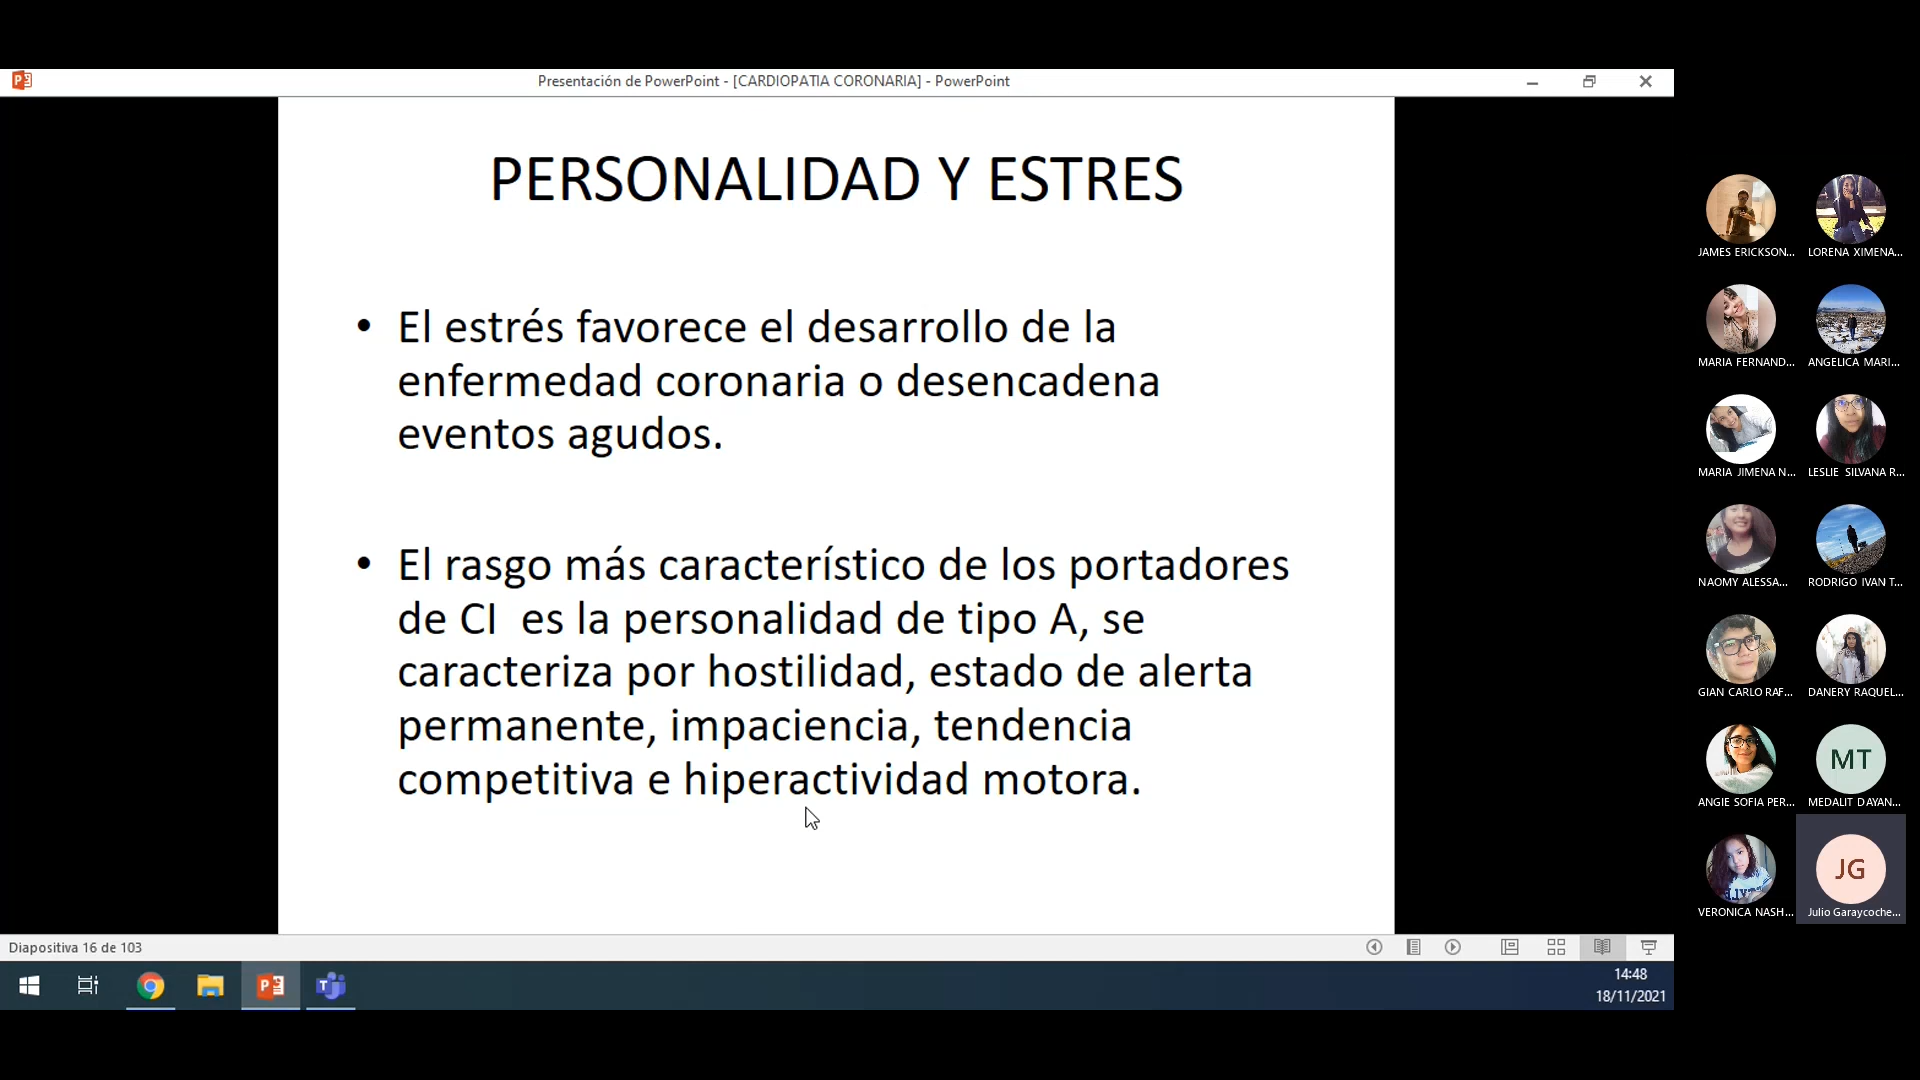 Presentación de PowerPoint - [CARDIOPATIA CORONARIA] - PowerPoint
PERSONALIDAD Y ESTRES
• El estrés favorece el desarrollo de la
enfermedad coronaria o desencadena
eventos agudos.
• El rasgo más característico de los portadores
de CI es la personalidad de tipo A, se
caracteriza por hostilidad, estado de alerta
permanente, impaciencia, tendencia
competitiva e hiperactividad motora.
Diapositiva 16 de 103
14:48
18/11/2021
JAMES ERICKSON...
LORENA XIMENA...
MARIA FERNAND...
ANGELICA MARI...
MARIA JIMENA N...
LESLIE SILVANA R...
NAOMY ALESSA...
RODRIGO IVAN T...
GIAN CARLO RAF...
DANERY RAQUEL...
ANGIE SOFIA PER...
MT
MEDALIT DAYAN...
VERONICA NASH...
JG
Julio Garaycoche...